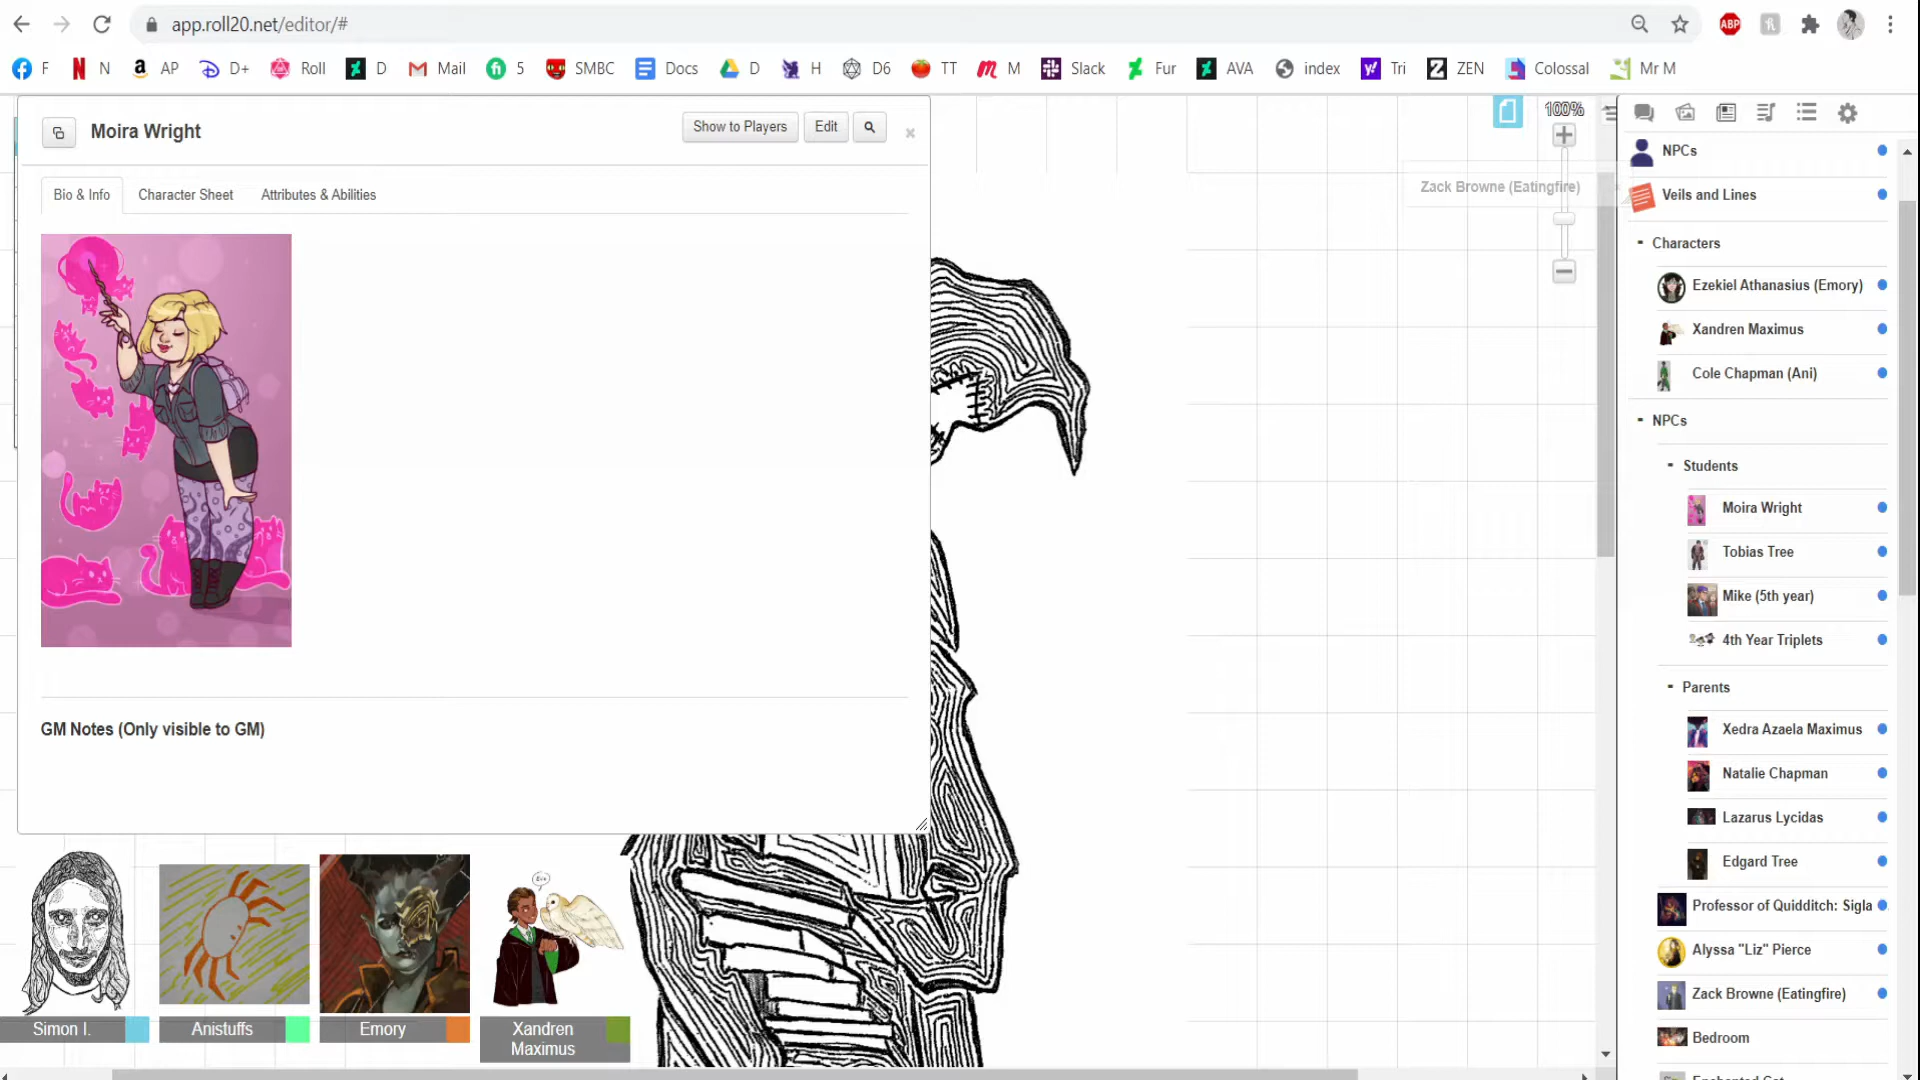 app.roll20.net/editor/#
F
N
AP
D+
Roll
D
Mail
5
SMBC
Docs
D
H
D6
TT
M
Slack
Fur
AVA
index
Tri
ZEN
Colossal
Mr M
ABP
Moira Wright
Show to Players
Edit
Bio & Info
Character Sheet
Attributes & Abilities
GM Notes (Only visible to GM)
100%
Zack Browne (Eatingfire)
Simon I.
Anistuffs
Emory
Xandren
Maximus
NPCs
Veils and Lines
Characters
Ezekiel Athanasius (Emory)
Xandren Maximus
Cole Chapman (Ani)
NPCs
Students
Moira Wright
Tobias Tree
Mike (5th year)
4th Year Triplets
Parents
Xedra Azaela Maximus
Natalie Chapman
Lazarus Lycidas
Edgard Tree
Professor of Quidditch: Sigla
Alyssa "Liz" Pierce
Zack Browne (Eatingfire)
Bedroom